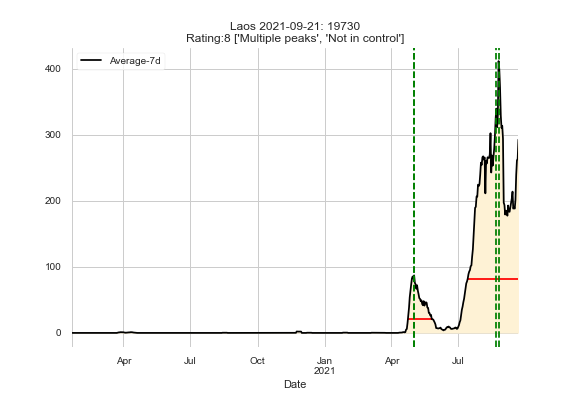 Laos 2021-09-21: 19730
Rating:8 ['Multiple peaks', 'Not in control']
Average-7d
400
300
200
100
0
Apr
Jul
Oct
Jan
2021
Apr
Jul
Date